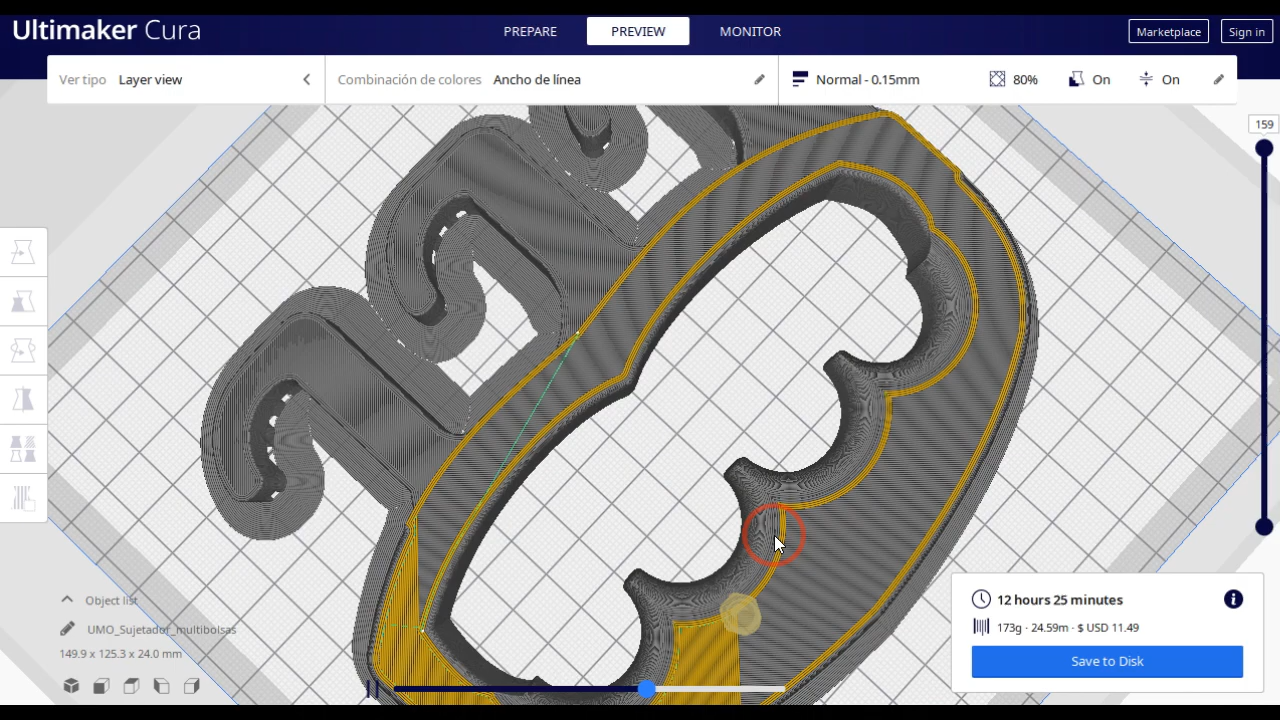 Ultimaker Cura
PREPARE
PREVIEW
MONITOR
Marketplace
Sign in
Ver tipo Layer view
Combinación de colores Ancho de línea
Normal - 0.15mm
80%
On
On
159
Object list
UMO_Sujetador_multibolsas
149.9 x 125.3 x 24.0 mm
12 hours 25 minutes
173g · 24.59m · $ USD 11.49
Save to Disk